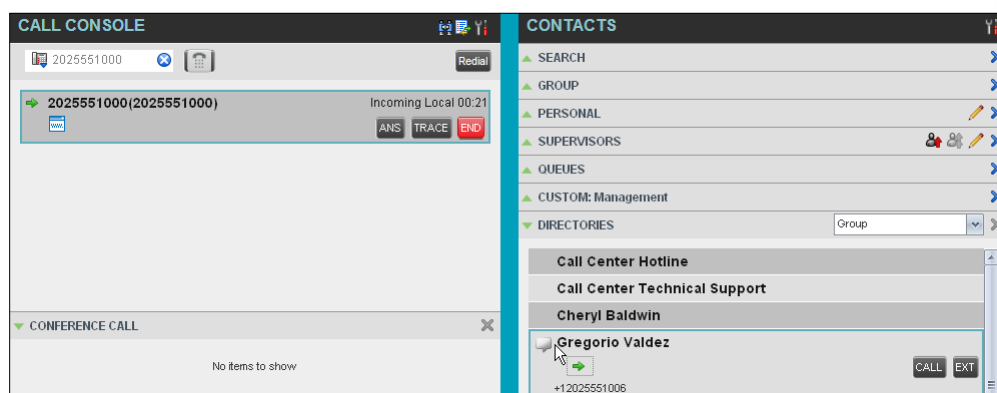 CALL CONSOLE
2025551000
Redial
2025551000(2025551000) Incoming Local 00:21
www.
ANS TRACE END
CONFERENCE CALL
No items to show
CONTACTS
SEARCH
GROUP
PERSONAL
SUPERVISORS
QUEUES
CUSTOM: Management
DIRECTORIES Group
Call Center Hotline
Call Center Technical Support
Cheryl Baldwin
Gregorio Valdez
CALL EXT
+12025551006